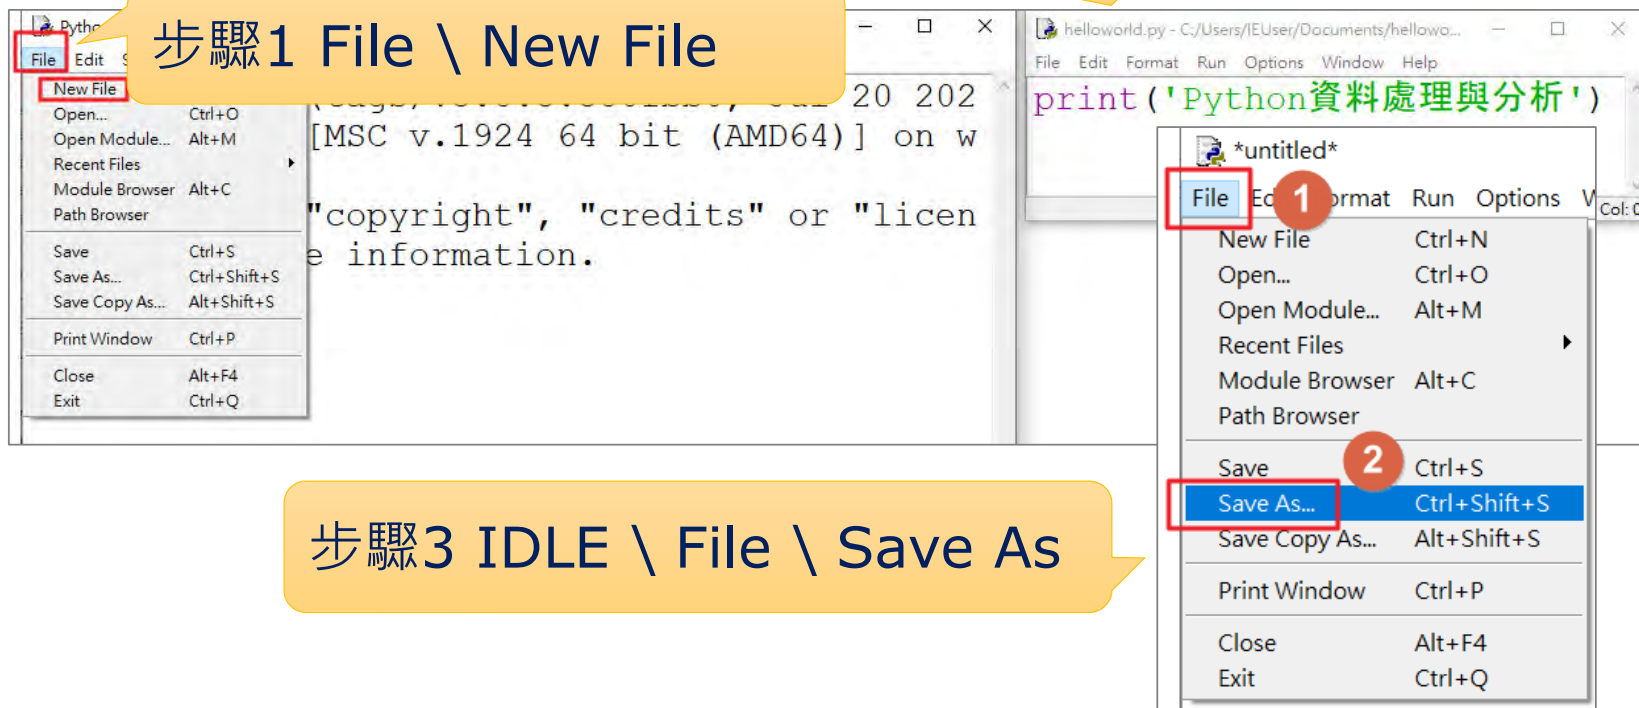 步驟1 File \ New File
File Edit
New File
Open... Ctrl+O
Open Module... Alt+M
Recent Files
Module Browser Alt+C
Path Browser
Save Ctrl+S
Save As... Ctrl+Shift+S
Save Copy As... Alt+Shift+S
Print Window Ctrl+P
Close Alt+F4
Exit Ctrl+Q
20 202
[MSC v.1924 64 bit (AMD64)] on w
"copyright", "credits" or "licen
e information.
helloworld.py - C:/Users/IEUser/Documents/hellowo...
File Edit Format Run Options Window Help
print('Python資料處理與分析')
*untitled*
File 1 ormat Run Options
Col: 0
New File Ctrl+N
Open... Ctrl+O
Open Module... Alt+M
Recent Files
Module Browser Alt+C
Path Browser
2
Save Ctrl+S
Save As... Ctrl+Shift+S
Save Copy As... Alt+Shift+S
Print Window Ctrl+P
Close Alt+F4
Exit Ctrl+Q
步驟3 IDLE \ File \ Save As